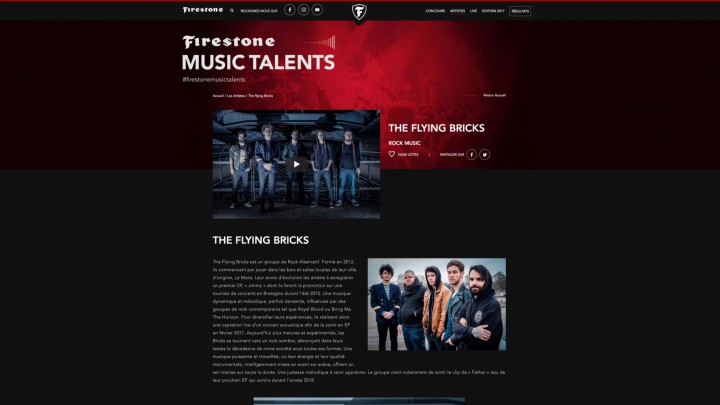 Firestone
REJOIGNEZ-NOUS SUR
CONCOURS ARTISTES LIVE EDITION 2017 RÉSULTATS
Firestone
MUSIC TALENTS
#firestonemusictalents
Accueil / Les Artistes / The flying Bricks
Retour Accueil
THE FLYING BRICKS
ROCK MUSIC
VOTES | PARTAGER SUR
THE FLYING BRICKS
The Flying Bricks est un groupe de Rock Alternatif. Formé en 2012,
ils commencent par jouer dans les bars et salles locales de leur ville
d'origine, Le Mans. Leur envie d'évolution les amène à enregistrer
un premier EP, « Jimmy » dont ils feront la promotion sur une
tournée de concerts en Bretagne durant l'été 2015. Une musique
dynamique et mélodique, parfois dansante, influencée par des
groupes de rock contemporains tel que Royal Blood ou Bring Me
The Horizon. Pour diversifier leurs expériences, ils réalisent alors
une captation live d'un concert acoustique afin de la sortir en EP
en février 2017. Aujourd'hui plus matures et expérimentés, les
Bricks se tournent vers un rock sombre, dénonçant dans leurs
textes la décadence de notre société sous toutes ses formes. Une
musique puissante et travaillée, où leur énergie et leur qualité
instrumentale, intelligemment mises en avant sur scène, offrent un
set intense sur toute la durée. Une justesse mélodique à venir apprécier. Le groupe vient notamment de sortir le clip de « Father » issu de
leur prochain EP qui sortira durant l'année 2018.